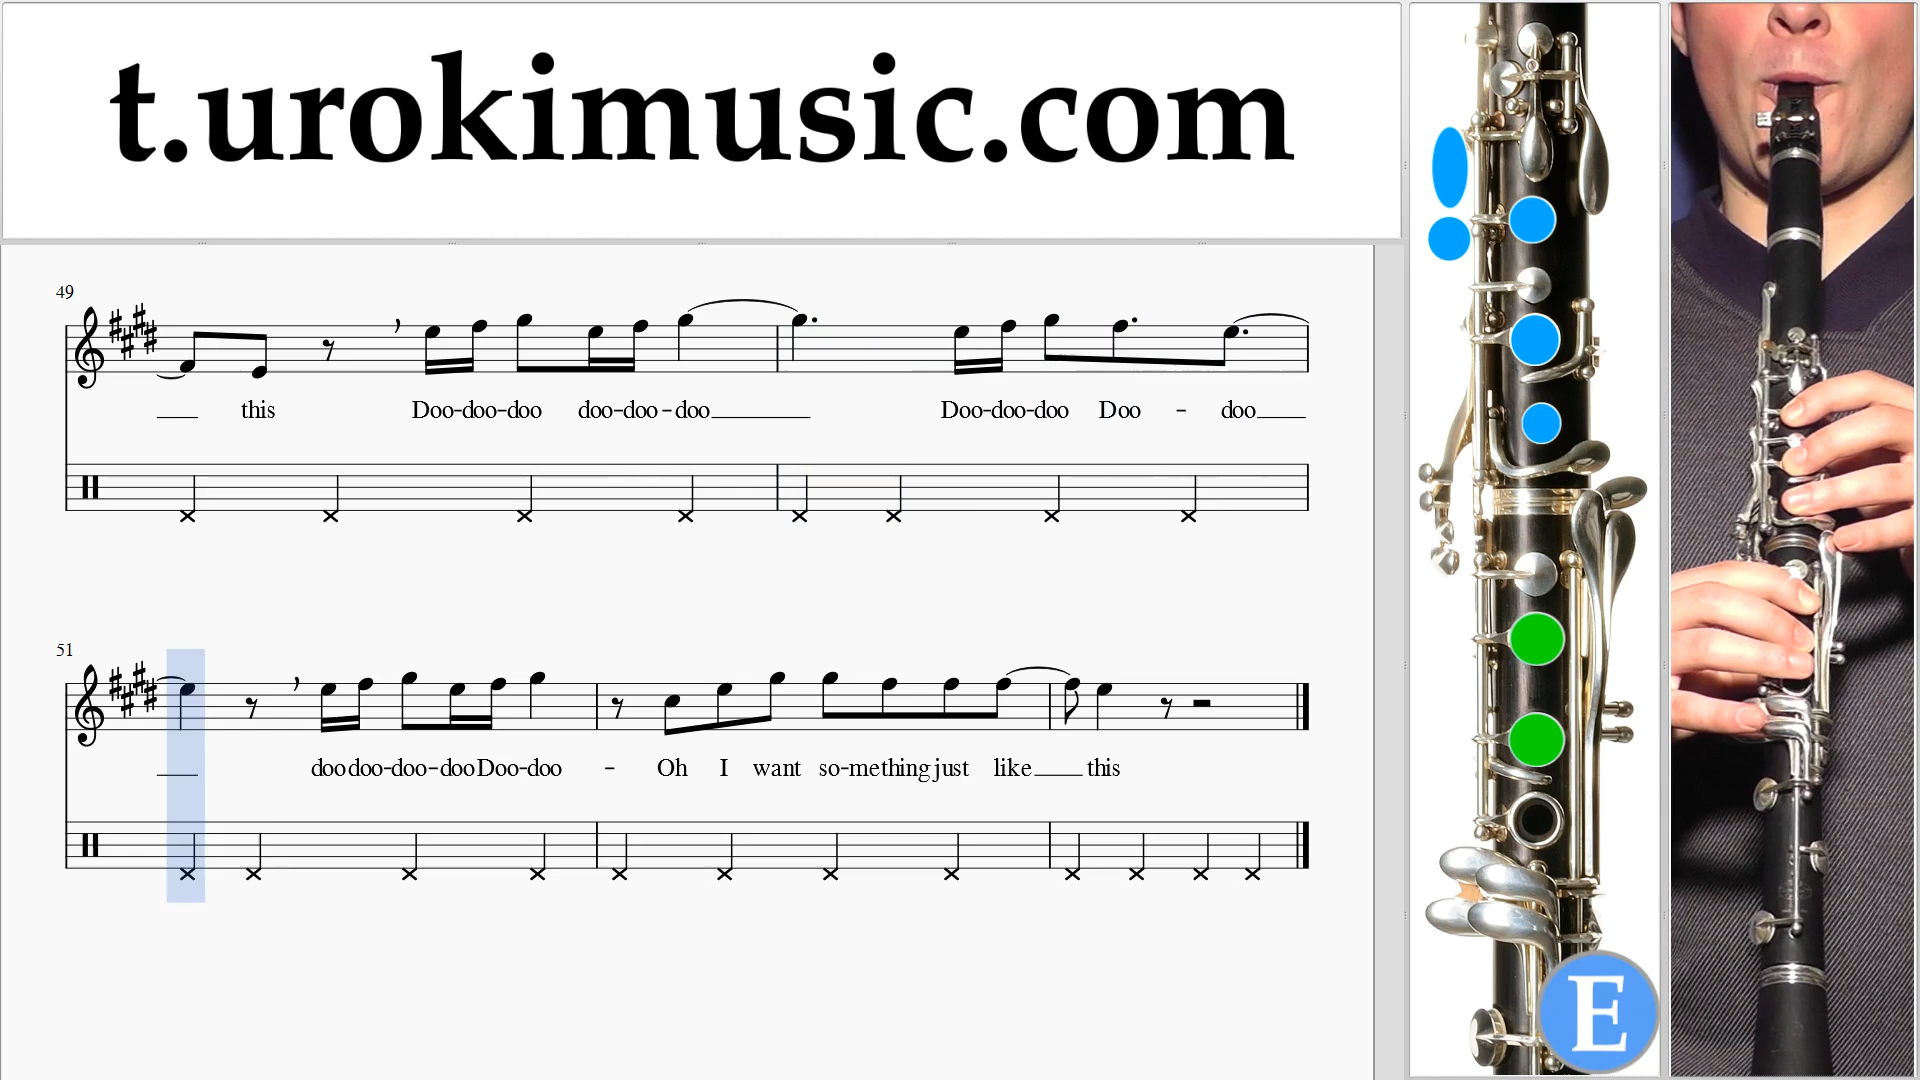 t.urokimusic.com
49
this Doo-doo-doo doo-doo-doo Doo-doo-doo Doo - doo
51
doo doo-doo-doo Doo-doo - Oh I want so-mething just like this
E